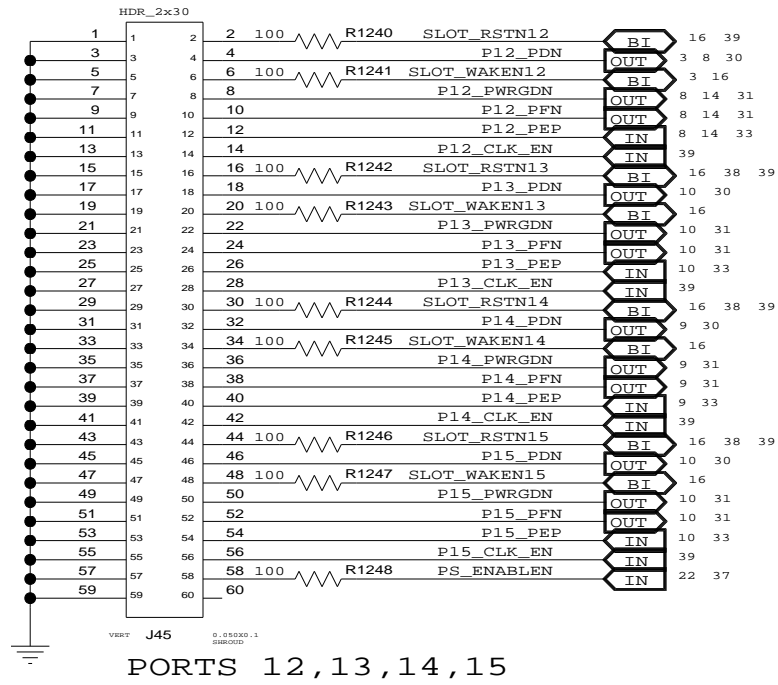 HDR_2x30
1 1 2 2 100 R1240 SLOT_RSTN12 BI 16 39
3 3 4 4 P12_PDN OUT 3 8 30
5 5 6 6 100 R1241 SLOT_WAKEN12 BI 3 16
7 7 8 8 P12_PWRGDN OUT 8 14 31
9 9 10 10 P12_PFN OUT 8 14 31
11 11 12 12 P12_PEP IN 8 14 33
13 13 14 14 P12_CLK_EN IN 39
15 15 16 16 100 R1242 SLOT_RSTN13 BI 16 38 39
17 17 18 18 P13_PDN OUT 10 30
19 19 20 20 100 R1243 SLOT_WAKEN13 BI 16
21 21 22 22 P13_PWRGDN OUT 10 31
23 23 24 24 P13_PFN OUT 10 31
25 25 26 26 P13_PEP IN 10 33
27 27 28 28 P13_CLK_EN IN 39
29 29 30 30 100 R1244 SLOT_RSTN14 BI 16 38 39
31 31 32 32 P14_PDN OUT 9 30
33 33 34 34 100 R1245 SLOT_WAKEN14 BI 16
35 35 36 36 P14_PWRGDN OUT 9 31
37 37 38 38 P14_PFN OUT 9 31
39 39 40 40 P14_PEP IN 9 33
41 41 42 42 P14_CLK_EN IN 39
43 43 44 44 100 R1246 SLOT_RSTN15 BI 16 38 39
45 45 46 46 P15_PDN OUT 10 30
47 47 48 48 100 R1247 SLOT_WAKEN15 BI 16
49 49 50 50 P15_PWRGDN OUT 10 31
51 51 52 52 P15_PFN OUT 10 31
53 53 54 54 P15_PEP IN 10 33
55 55 56 56 P15_CLK_EN IN 39
57 57 58 58 100 R1248 PS_ENABLEN IN 22 37
59 59 60 60
VERT J45 0.050X0.1
SHROUD
PORTS 12,13,14,15